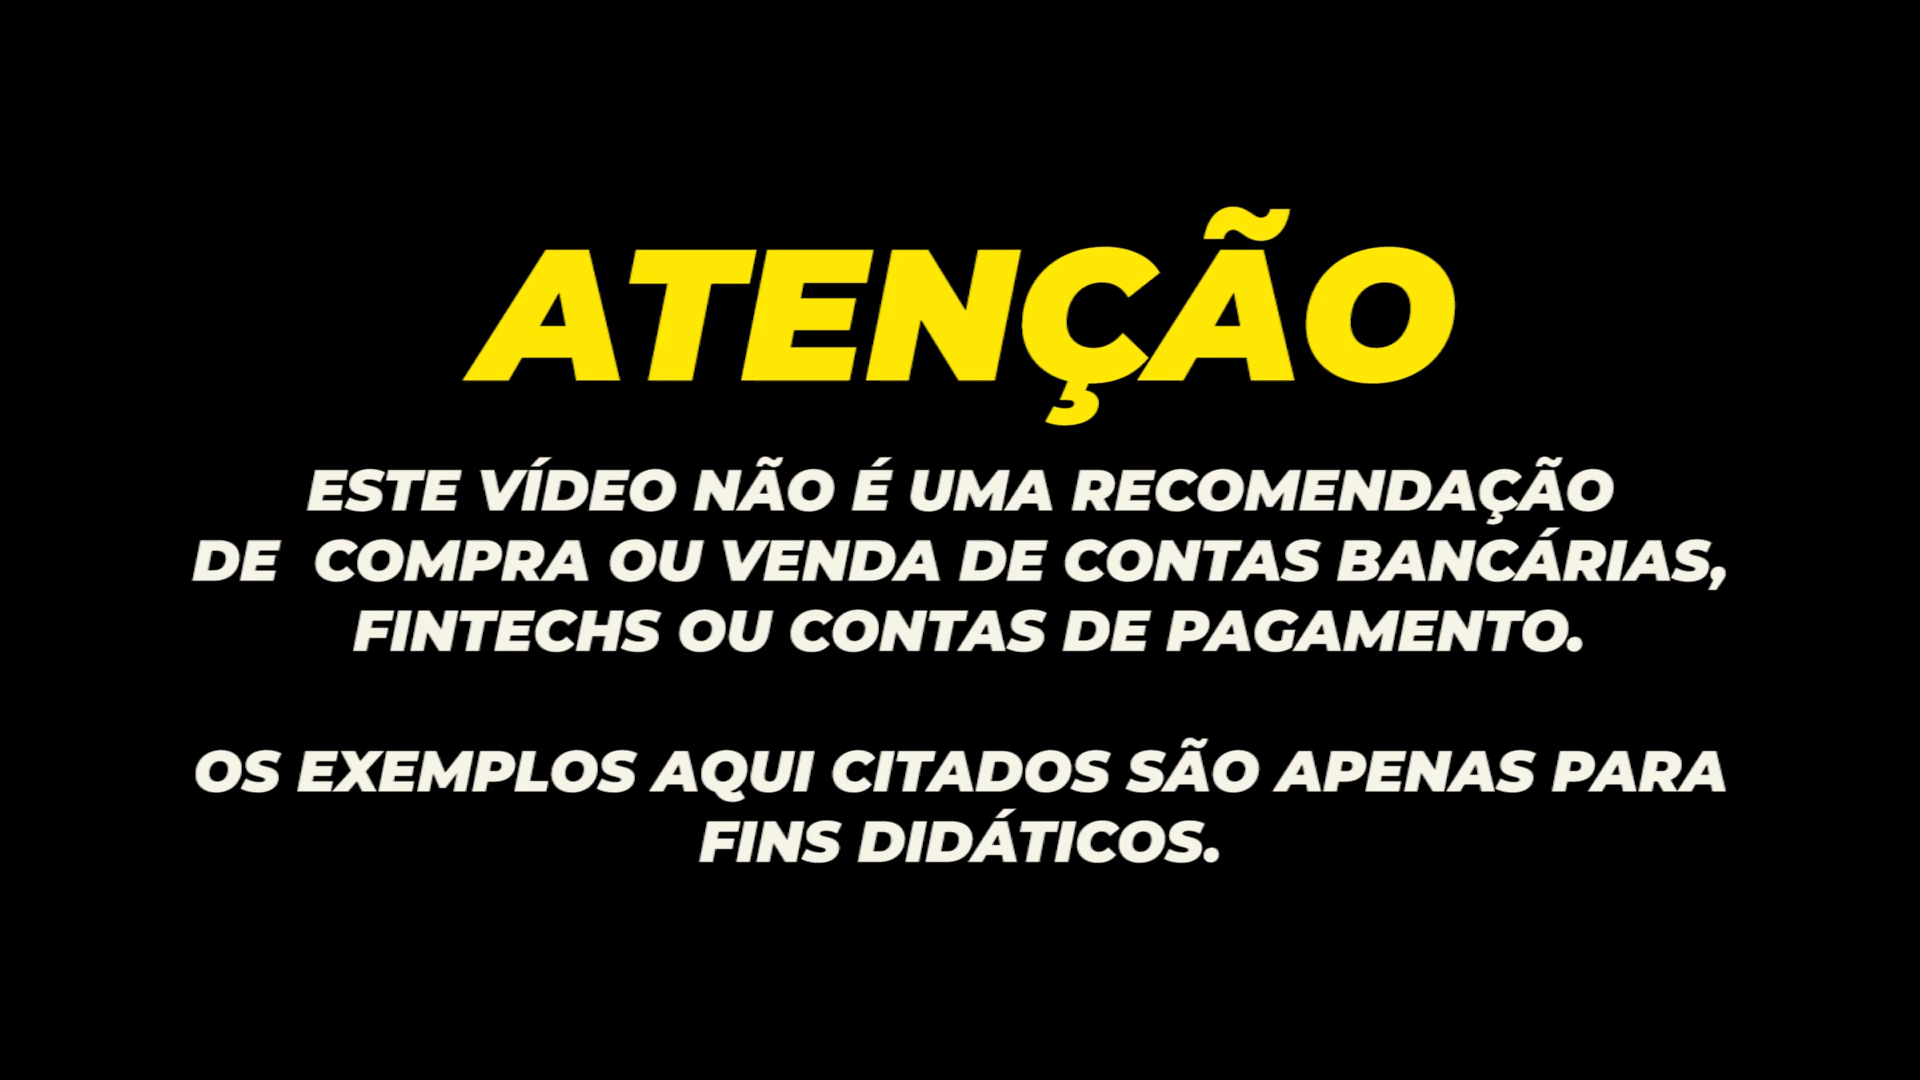 ATENÇÃO
ESTE VÍDEO NÃO É UMA RECOMENDAÇÃO
DE COMPRA OU VENDA DE CONTAS BANCÁRIAS,
FINTECHS OU CONTAS DE PAGAMENTO.
OS EXEMPLOS AQUI CITADOS SÃO APENAS PARA
FINS DIDÁTICOS.